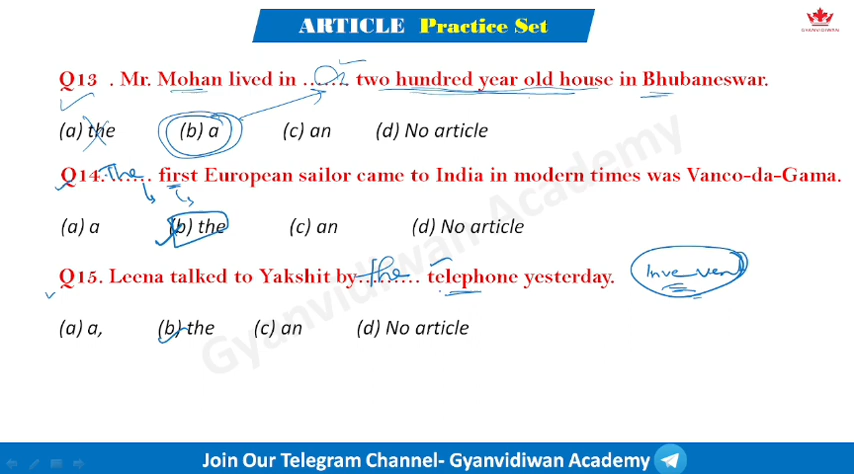 ARTICLE Practice Set
GYANVIDIWAN
Q13 . Mr. Mohan lived in ....... two hundred year old house in Bhubaneswar.
(a) the (b) a (c) an (d) No article
Q14. The ....... first European sailor came to India in modern times was Vanco-da-Gama.
(a) a (b) the (c) an (d) No article
Q15. Leena talked to Yakshit by the ......... telephone yesterday.
(a) a, (b) the (c) an (d) No article
Gyanvidiwan Academy
Join Our Telegram Channel- Gyanvidiwan Academy